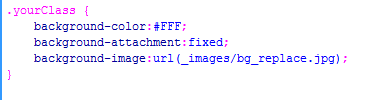 .yourClass {
    background-color:#FFF;
    background-attachment:fixed;
    background-image:url(_images/bg_replace.jpg);
}